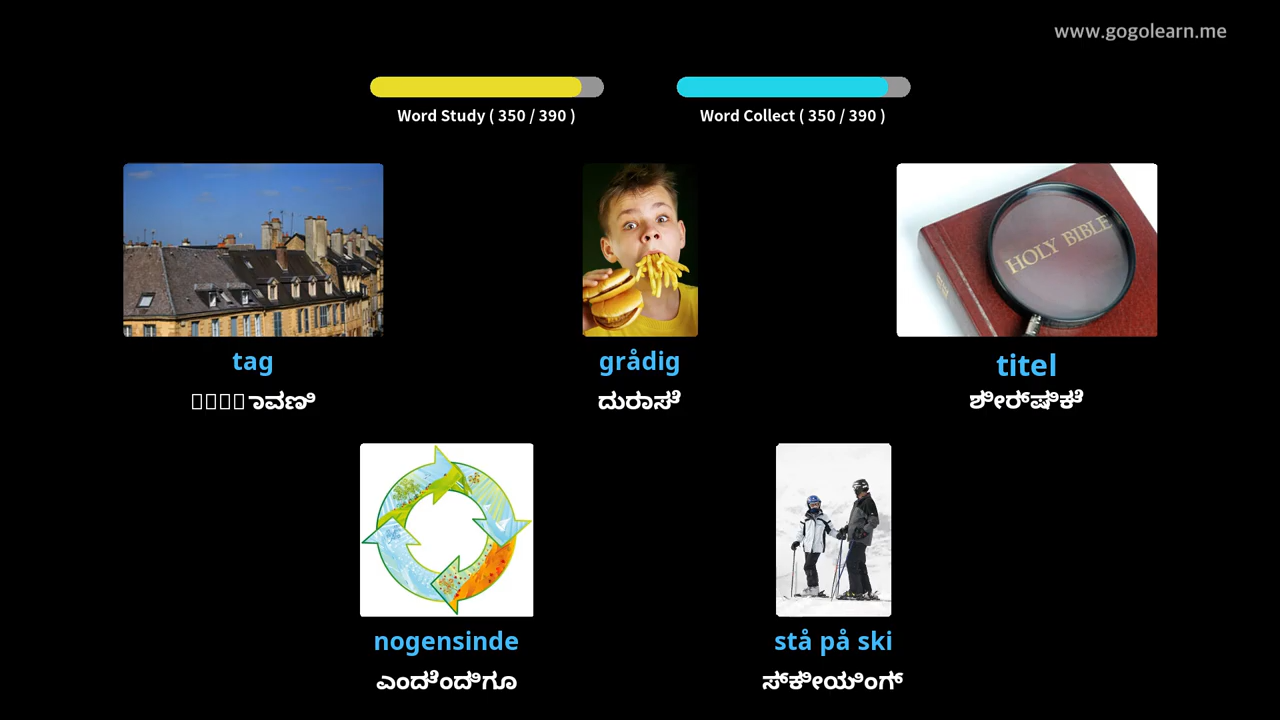 www.gogolearn.me
Word Study ( 350 / 390 )
Word Collect ( 350 / 390 )
HOLY BIBLE
tag
grådig
titel
ದುರಾಸೆ
ಶೀರ್ಷಿಕೆ
nogensinde
stå på ski
ಎಂದೆಂದಿಗೂ
ಸ್ಕೀಯಿಂಗ್